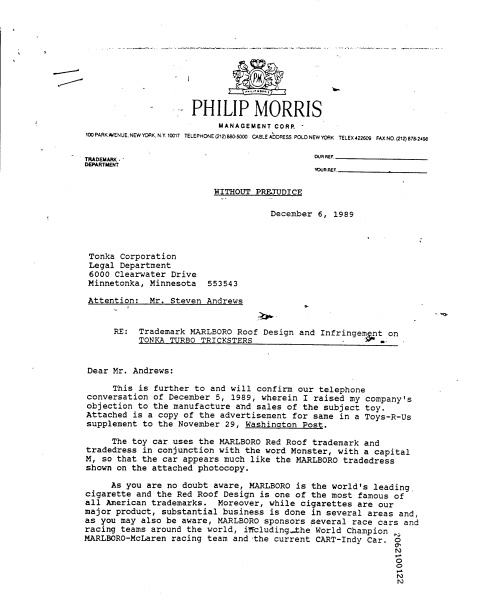 PM
PHILIP MORRIS
MANAGEMENT CORP.
100 PARK AVENUE, NEW YORK, N.Y. 10017 TELEPHONE (212) 880-5000 CABLE ADDRESS POLO NEW YORK TELEX 422609 FAX NO. (212) 878-2456
TRADEMARK
DEPARTMENT
OUR REF.
YOUR REF.
WITHOUT PREJUDICE
December 6, 1989
Tonka Corporation
Legal Department
6000 Clearwater Drive
Minnetonka, Minnesota 553543
Attention: Mr. Steven Andrews
RE: Trademark MARLBORO Roof Design and Infringement on
TONKA TURBO TRICKSTERS
Dear Mr. Andrews:
This is further to and will confirm our telephone
conversation of December 5, 1989, wherein I raised my company's
objection to the manufacture and sales of the subject toy.
Attached is a copy of the advertisement for same in a Toys-R-Us
supplement to the November 29, Washington Post.
The toy car uses the MARLBORO Red Roof trademark and
tradedress in conjunction with the word Monster, with a capital
M, so that the car appears much like the MARLBORO tradedress
shown on the attached photocopy.
As you are no doubt aware, MARLBORO is the world's leading
cigarette and the Red Roof Design is one of the most famous of
all American trademarks. Moreover, while cigarettes are our
major product, substantial business is done in several areas and,
as you may also be aware, MARLBORO sponsors several race cars and
racing teams around the world, including the World Champion
MARLBORO-McLaren racing team and the current CART-Indy Car.
2062100122